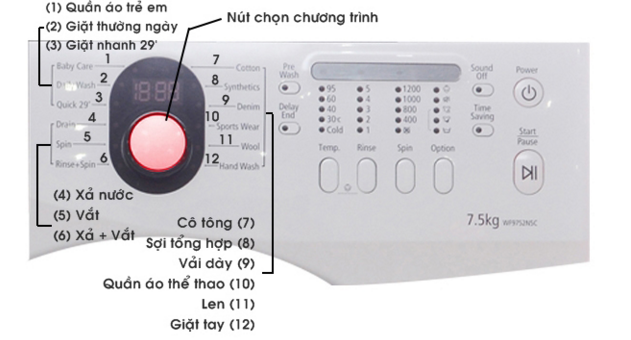 (1) Quần áo trẻ em
(2) Giặt thường ngày
(3) Giặt nhanh 29'
Nút chọn chương trình
1
Baby Care
2
Daily Wash
3
Quick 29'
4
Drain
5
Spin
6
Rinse+Spin
7
Cotton
8
Synthetics
9
Denim
10
Sports Wear
11
Wool
12
Hand Wash
(4) Xả nước
(5) Vắt
(6) Xả + Vắt
Cô tông (7)
Sợi tổng hợp (8)
Vải dày (9)
Quần áo thể thao (10)
Len (11)
Giặt tay (12)
Pre
Wash
Delay
End
95 5 1200
60 4 1000
40 3 800
30c 2 400
Cold 1
Temp. Rinse Spin Option
Sound
Off
Time
Saving
Power
Start
Pause
7.5kg WF9752N5C